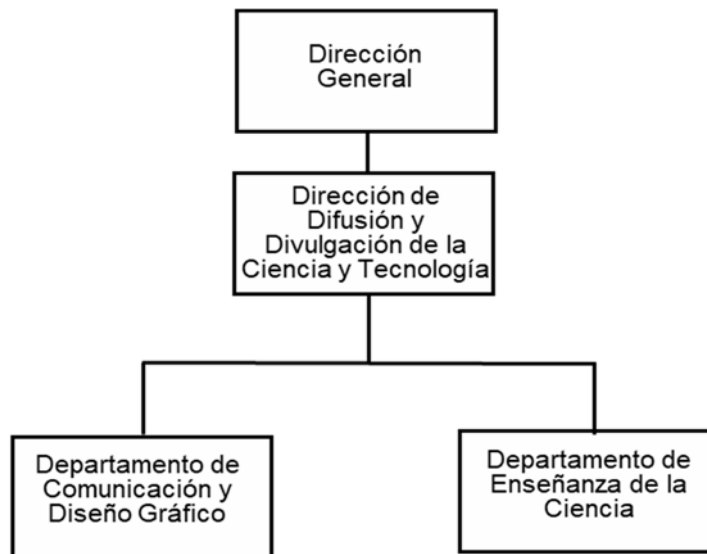 Dirección
General
Dirección de
Difusión y
Divulgación de la
Ciencia y Tecnología
Departamento de
Comunicación y
Diseño Gráfico
Departamento de
Enseñanza de la
Ciencia